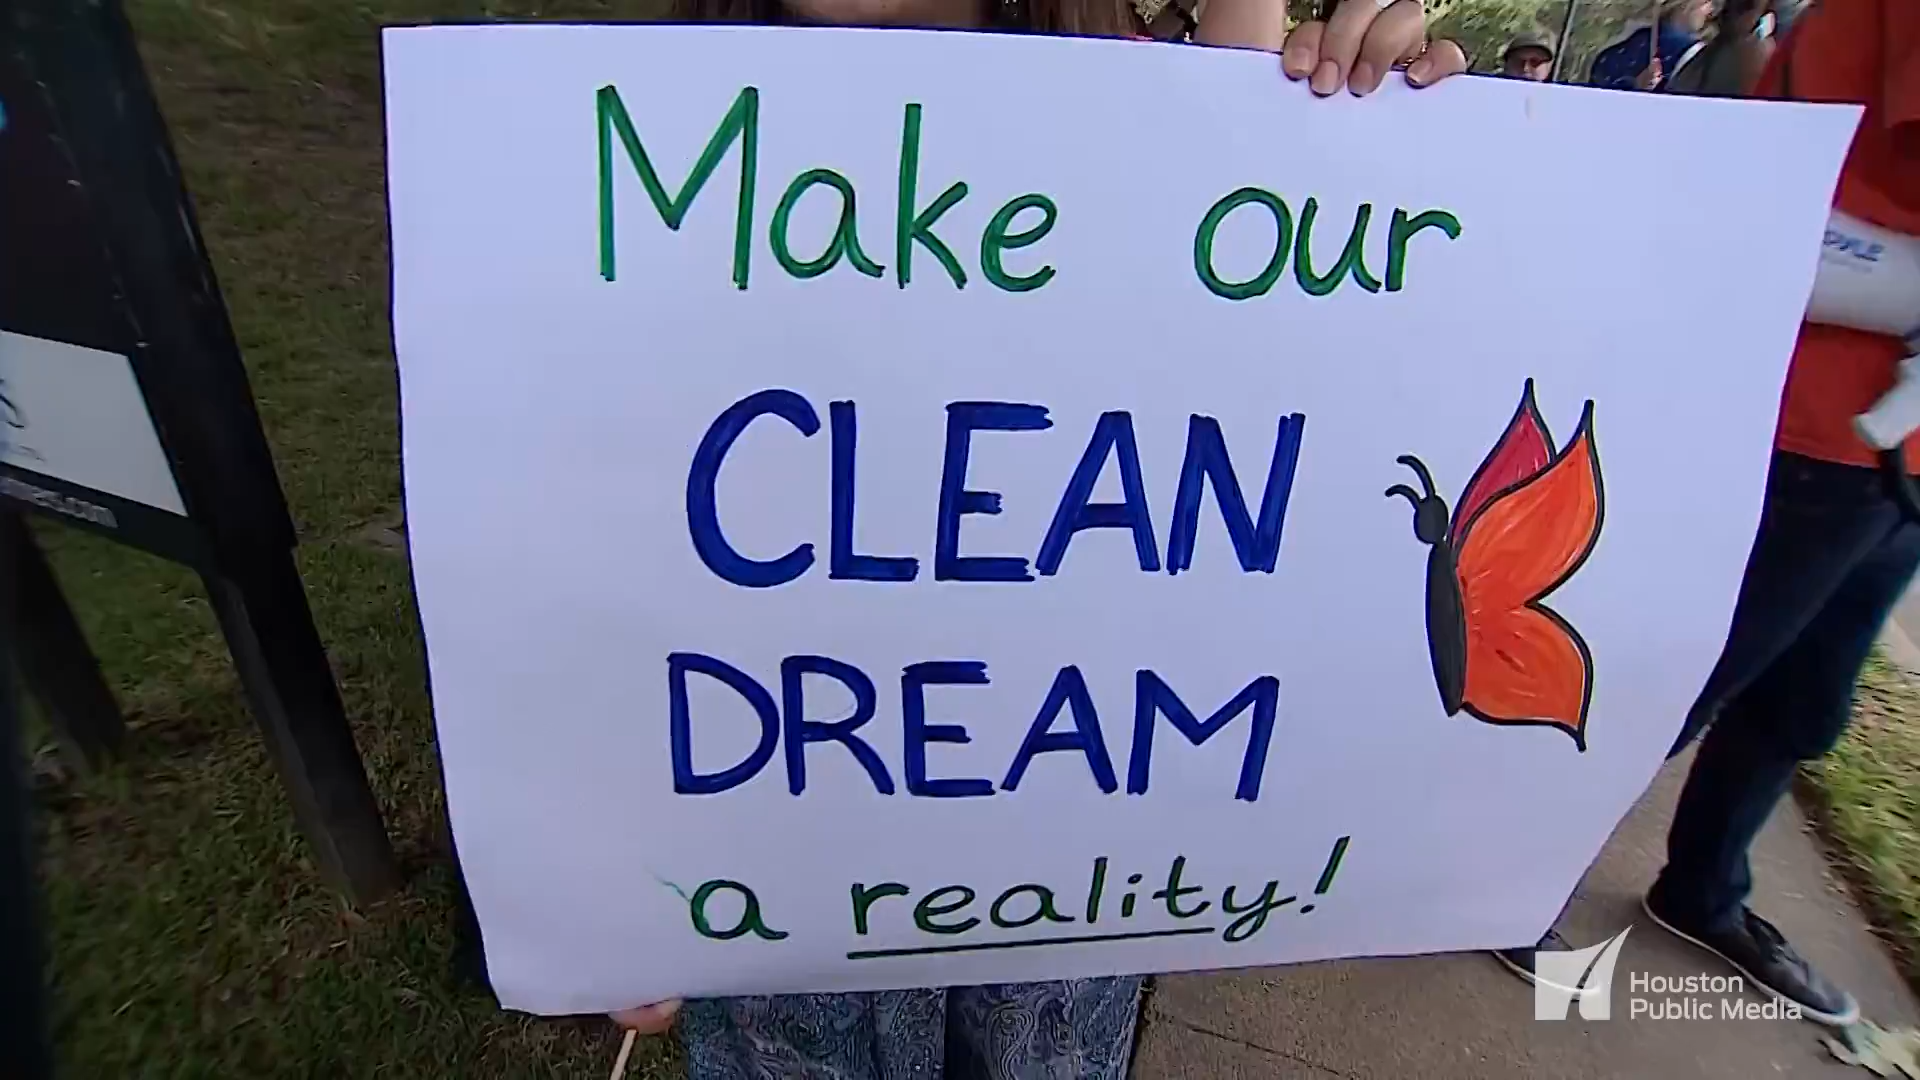 Make our
CLEAN
DREAM
a reality!
Houston
Public Media